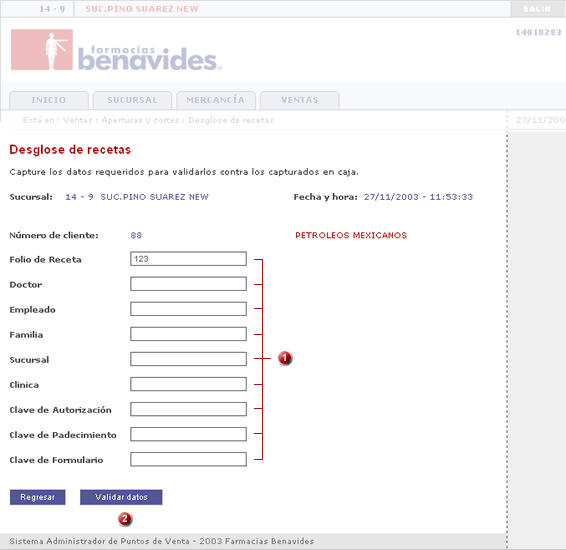 14 - 9 SUC.PINO SUAREZ NEW SALIR
14018283
farmacias
benavides
INICIO SUCURSAL MERCANCÍA VENTAS
Está en : Ventas : Aperturas y cortes : Desglose de recetas 27/11/200
Desglose de recetas
Capture los datos requeridos para validarlos contra los capturados en caja.
Sucursal: 14 - 9 SUC.PINO SUAREZ NEW Fecha y hora: 27/11/2003 - 11:53:33
Número de cliente: 88 PETROLEOS MEXICANOS
Folio de Receta 123
Doctor
Empleado
Familia
Sucursal 1
Clinica
Clave de Autorización
Clave de Padecimiento
Clave de Formulario
Regresar Validar datos
2
Sistema Administrador de Puntos de Venta - 2003 Farmacias Benavides